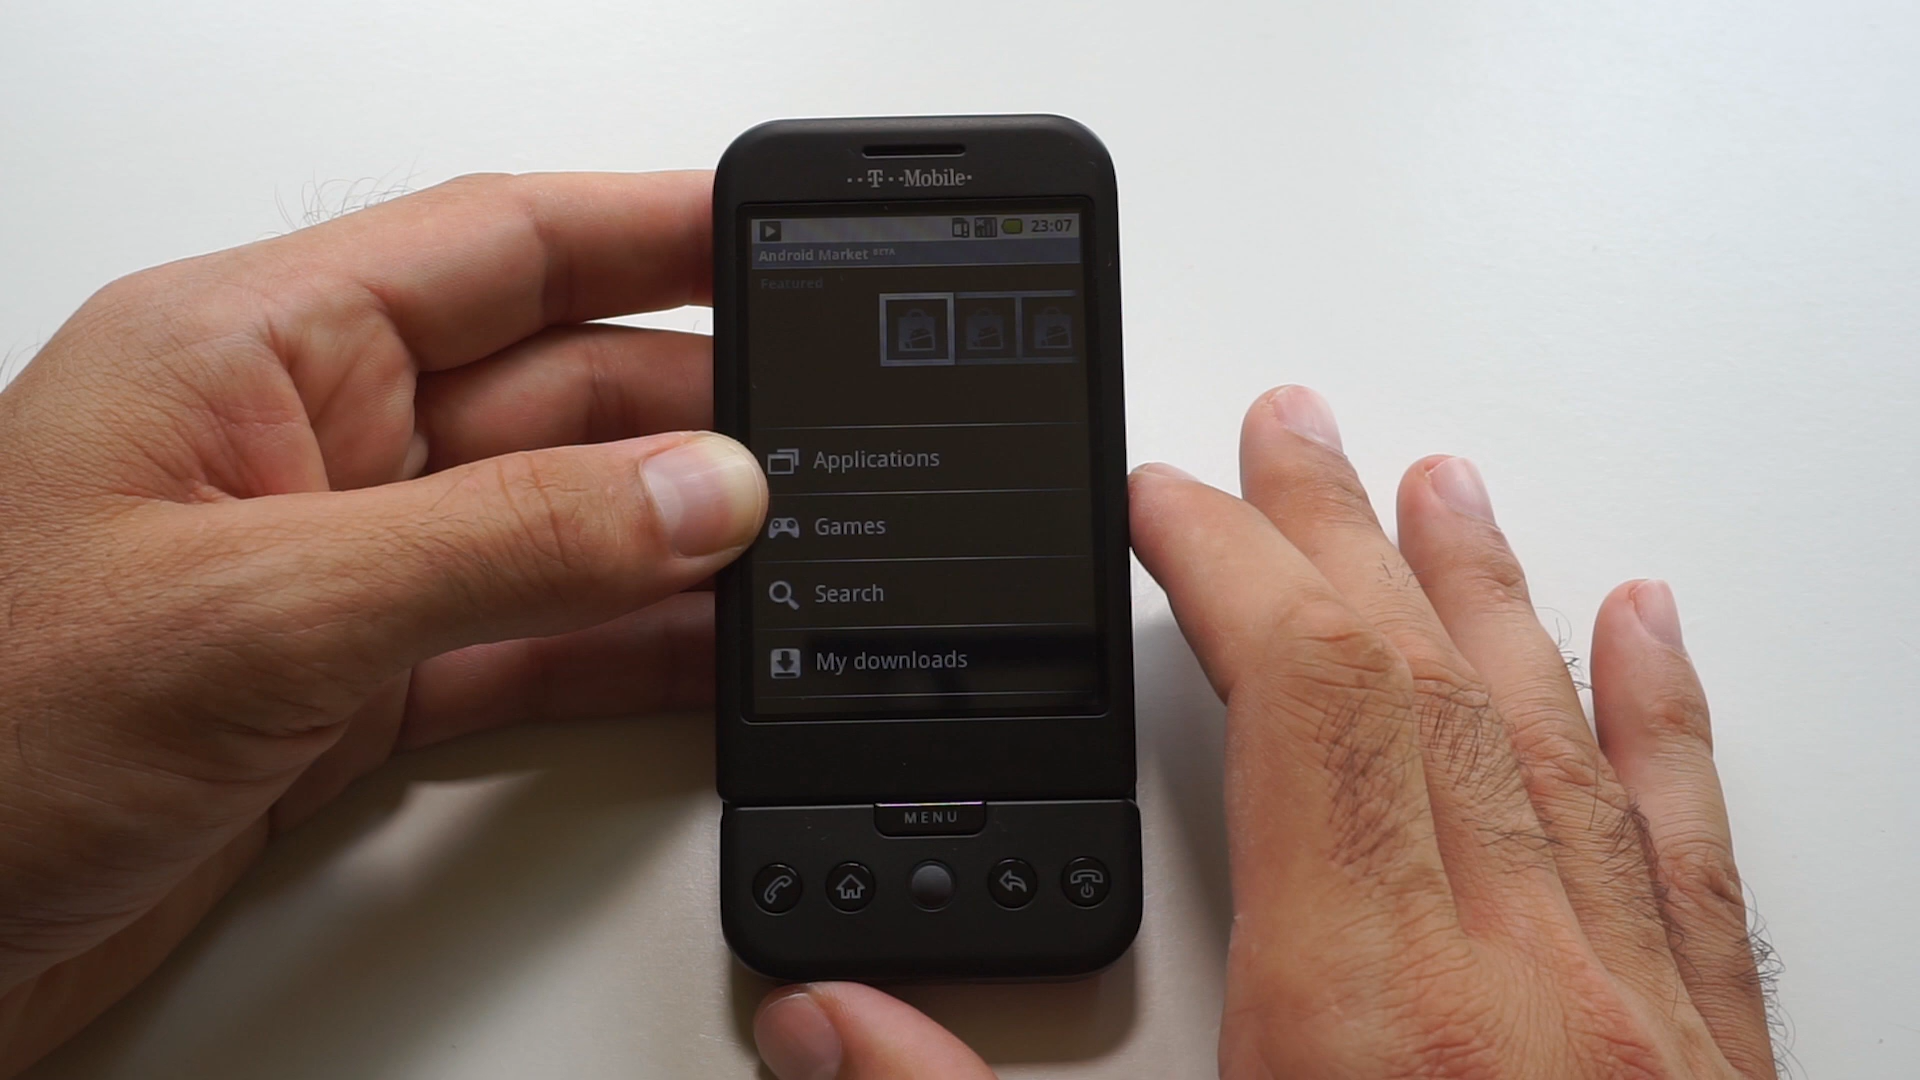 T··Mobile·
23:07
Android Market BETA
Featured
Applications
Games
Search
My downloads
MENU